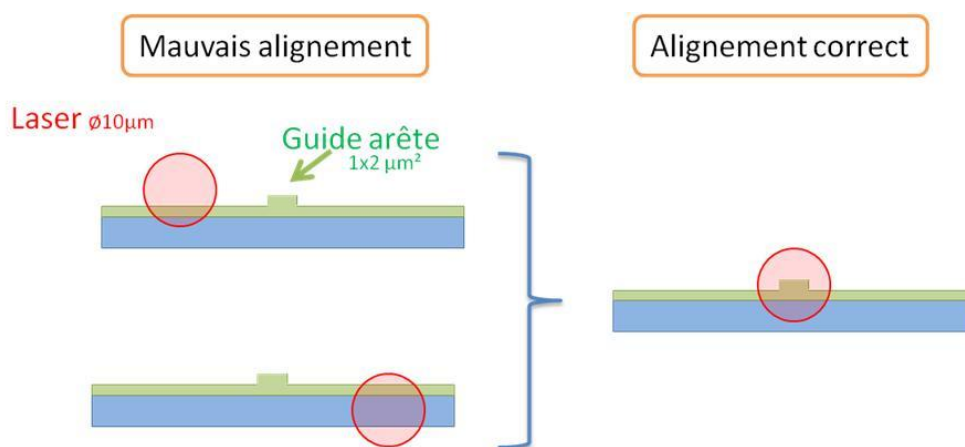 Mauvais alignement
Alignement correct
Laser ø10µm
Guide arête
1x2 µm²